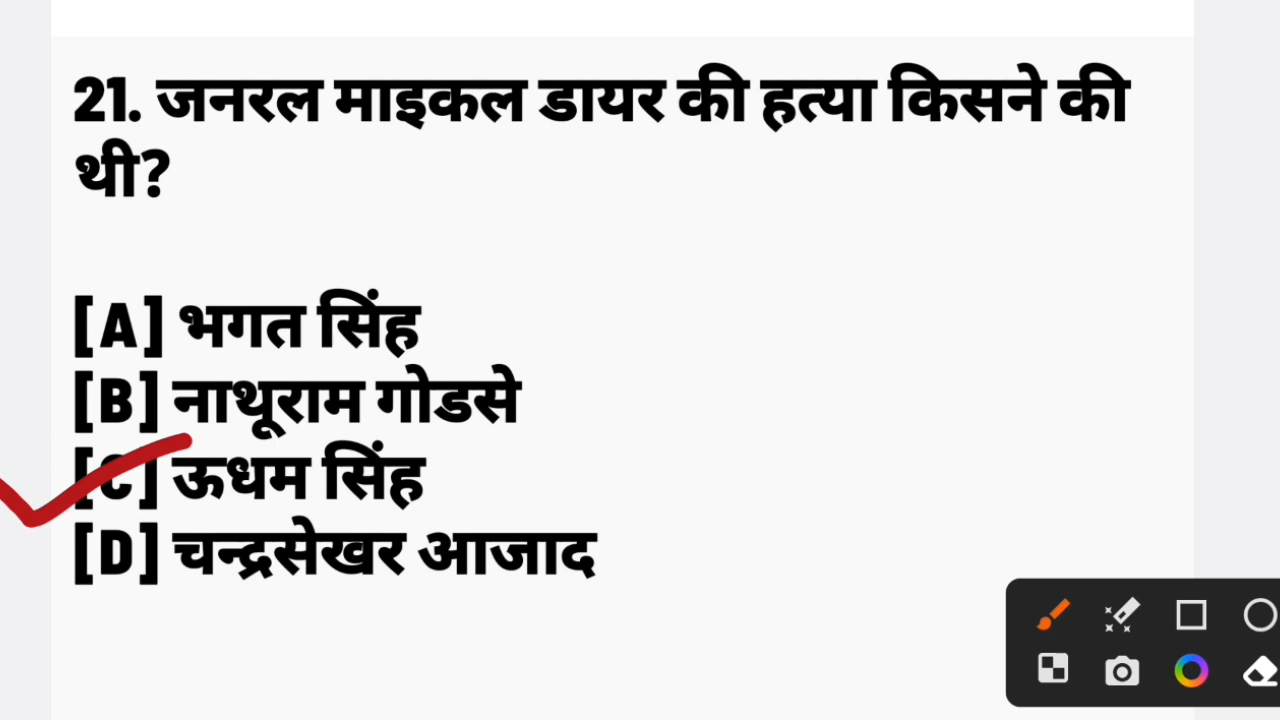 21. जनरल माइकल डायर की हत्या किसने की
थी?
[A] भगत सिंह
[B] नाथूराम गोडसे
[C] ऊधम सिंह
[D] चन्द्रसेखर आजाद